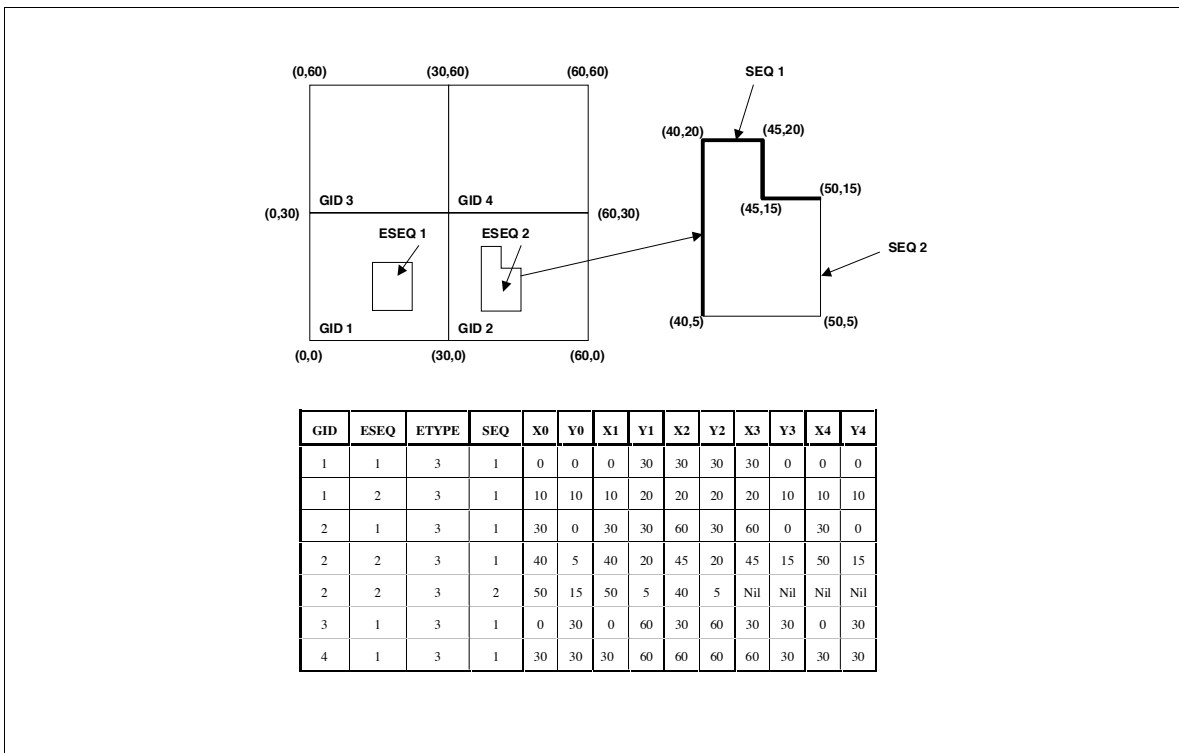 (0,60) (30,60) (60,60) SEQ 1
(40,20) (45,20)
(50,15)
GID 3 GID 4 (45,15)
(0,30) (60,30)
ESEQ 1 ESEQ 2
SEQ 2
GID 1 GID 2 (40,5) (50,5)
(0,0) (30,0) (60,0)
GID ESEQ ETYPE SEQ X0 Y0 X1 Y1 X2 Y2 X3 Y3 X4 Y4
1 1 3 1 0 0 0 30 30 30 30 0 0 0
1 2 3 1 10 10 10 20 20 20 20 10 10 10
2 1 3 1 30 0 30 30 60 30 60 0 30 0
2 2 3 1 40 5 40 20 45 20 45 15 50 15
2 2 3 2 50 15 50 5 40 5 Nil Nil Nil Nil
3 1 3 1 0 30 0 60 30 60 30 30 0 30
4 1 3 1 30 30 30 60 60 60 60 30 30 30